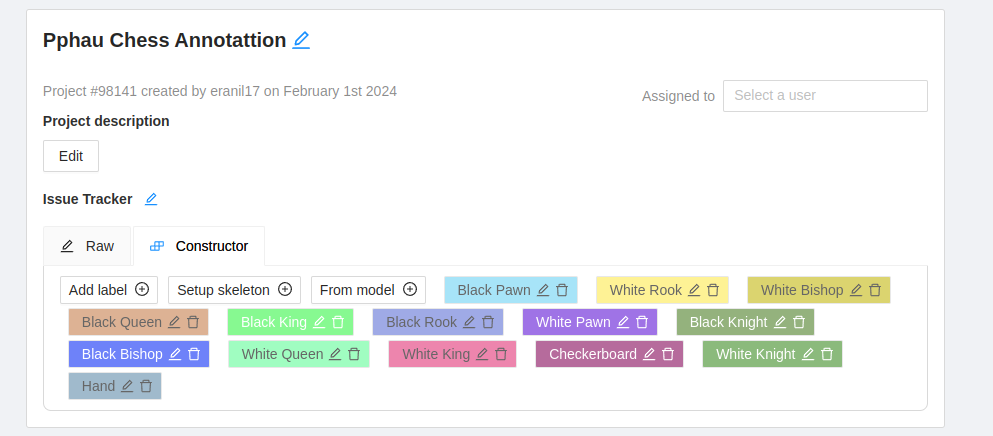 Pphau Chess Annotattion
Project #98141 created by eranil17 on February 1st 2024
Assigned to Select a user
Project description
Edit
Issue Tracker
Raw Constructor
Add label Setup skeleton From model Black Pawn White Rook White Bishop
Black Queen Black King Black Rook White Pawn Black Knight
Black Bishop White Queen White King Checkerboard White Knight
Hand